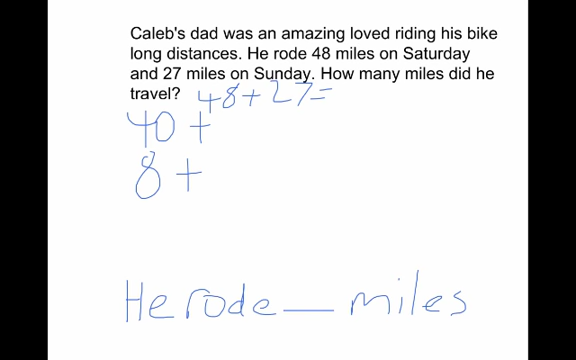 Caleb's dad was an amazing loved riding his bike
long distances. He rode 48 miles on Saturday
and 27 miles on Sunday. How many miles did he
travel? 48+27=
40 +
8 +
He rode __ miles